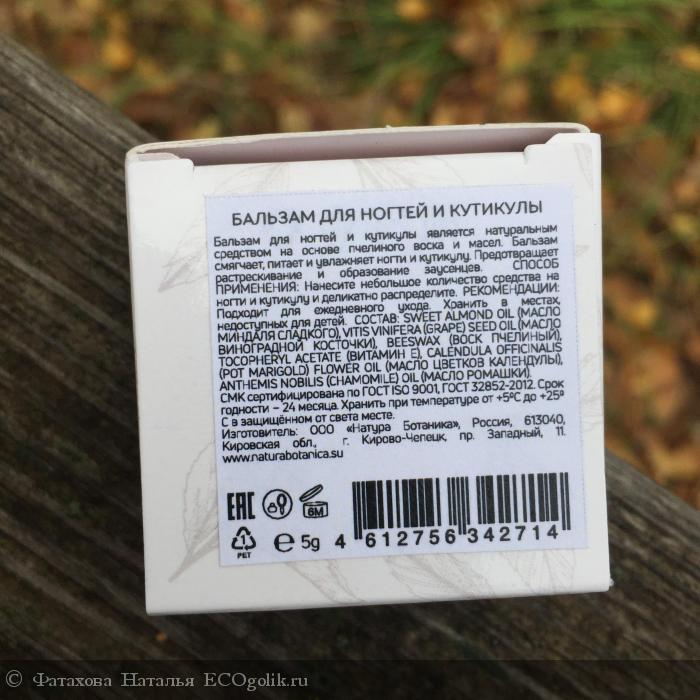 БАЛЬЗАМ ДЛЯ НОГТЕЙ И КУТИКУЛЫ
Бальзам для ногтей и кутикулы является натуральным
средством на основе пчелиного воска и масел. Бальзам
смягчает, питает и увлажняет ногти и кутикулу. Предотвращает
растрескивание и образование заусенцев. СПОСОБ
ПРИМЕНЕНИЯ: Нанесите небольшое количество средства на
ногти и кутикулу и деликатно распределите. РЕКОМЕНДАЦИИ:
Подходит для ежедневного ухода. Хранить в местах,
недоступных для детей. СОСТАВ: SWEET ALMOND OIL (МАСЛО
МИНДАЛЯ СЛАДКОГО), VITIS VINIFERA (GRAPE) SEED OIL (МАСЛО
ВИНОГРАДНОЙ КОСТОЧКИ), BEESWAX (ВОСК ПЧЕЛИНЫЙ),
TOCOPHERYL ACETATE (ВИТАМИН Е), CALENDULA OFFICINALIS
(POT MARIGOLD) FLOWER OIL (МАСЛО ЦВЕТКОВ КАЛЕНДУЛЫ),
ANTHEMIS NOBILIS (CHAMOMILE) OIL (МАСЛО РОМАШКИ).
СМК сертифицирована по ГОСТ ISO 9001, ГОСТ 32852-2012. Срок
годности – 24 месяца. Хранить при температуре от +5°С до +25°
С в защищённом от света месте.
Изготовитель: ООО «Натура Ботаника», Россия, 613040,
Кировская обл., г. Кирово-Чепецк, пр. Западный, 11.
www.naturabotanica.su
EAC 6M
1 PET ℮ 5g 4 612756 342714
© Фатахова Наталья ECOgolik.ru